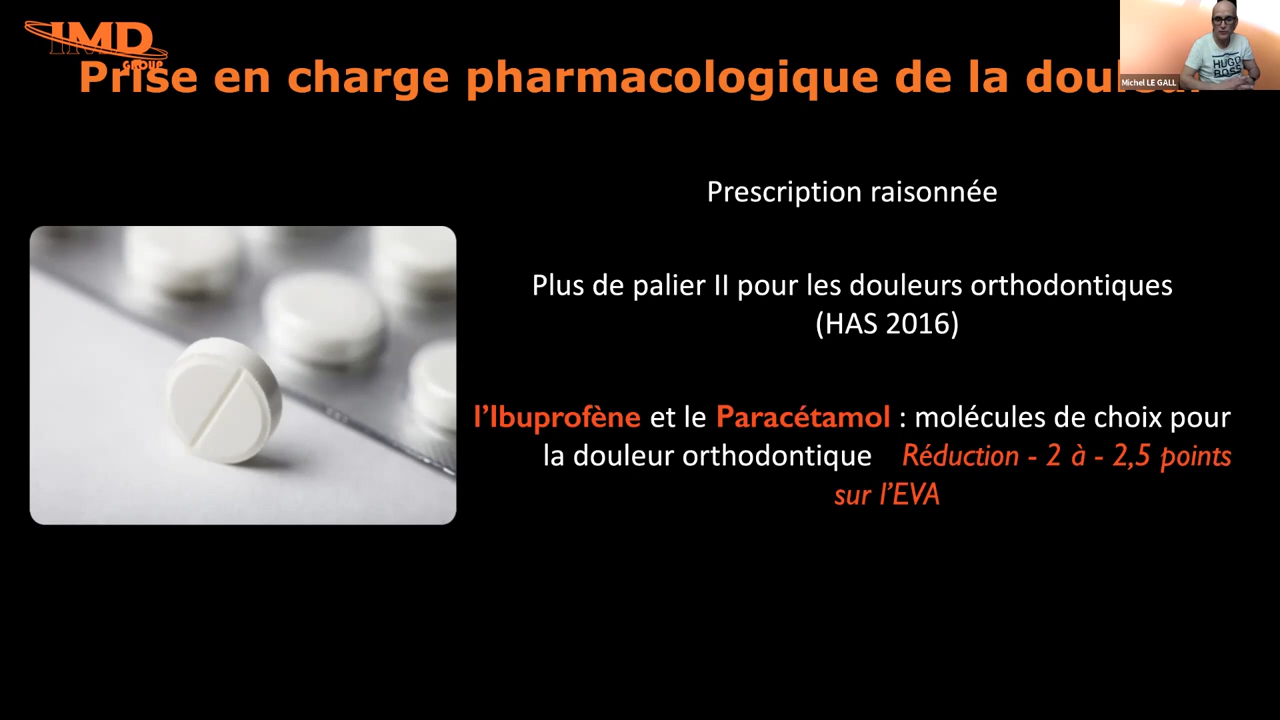 IMD
GROUP
Prise en charge pharmacologique de la douleur
Michel LE GALL
HUGO
BOSS
Prescription raisonnée
Plus de palier II pour les douleurs orthodontiques
(HAS 2016)
l’Ibuprofène et le Paracétamol : molécules de choix pour
la douleur orthodontique Réduction - 2 à - 2,5 points
sur l’EVA